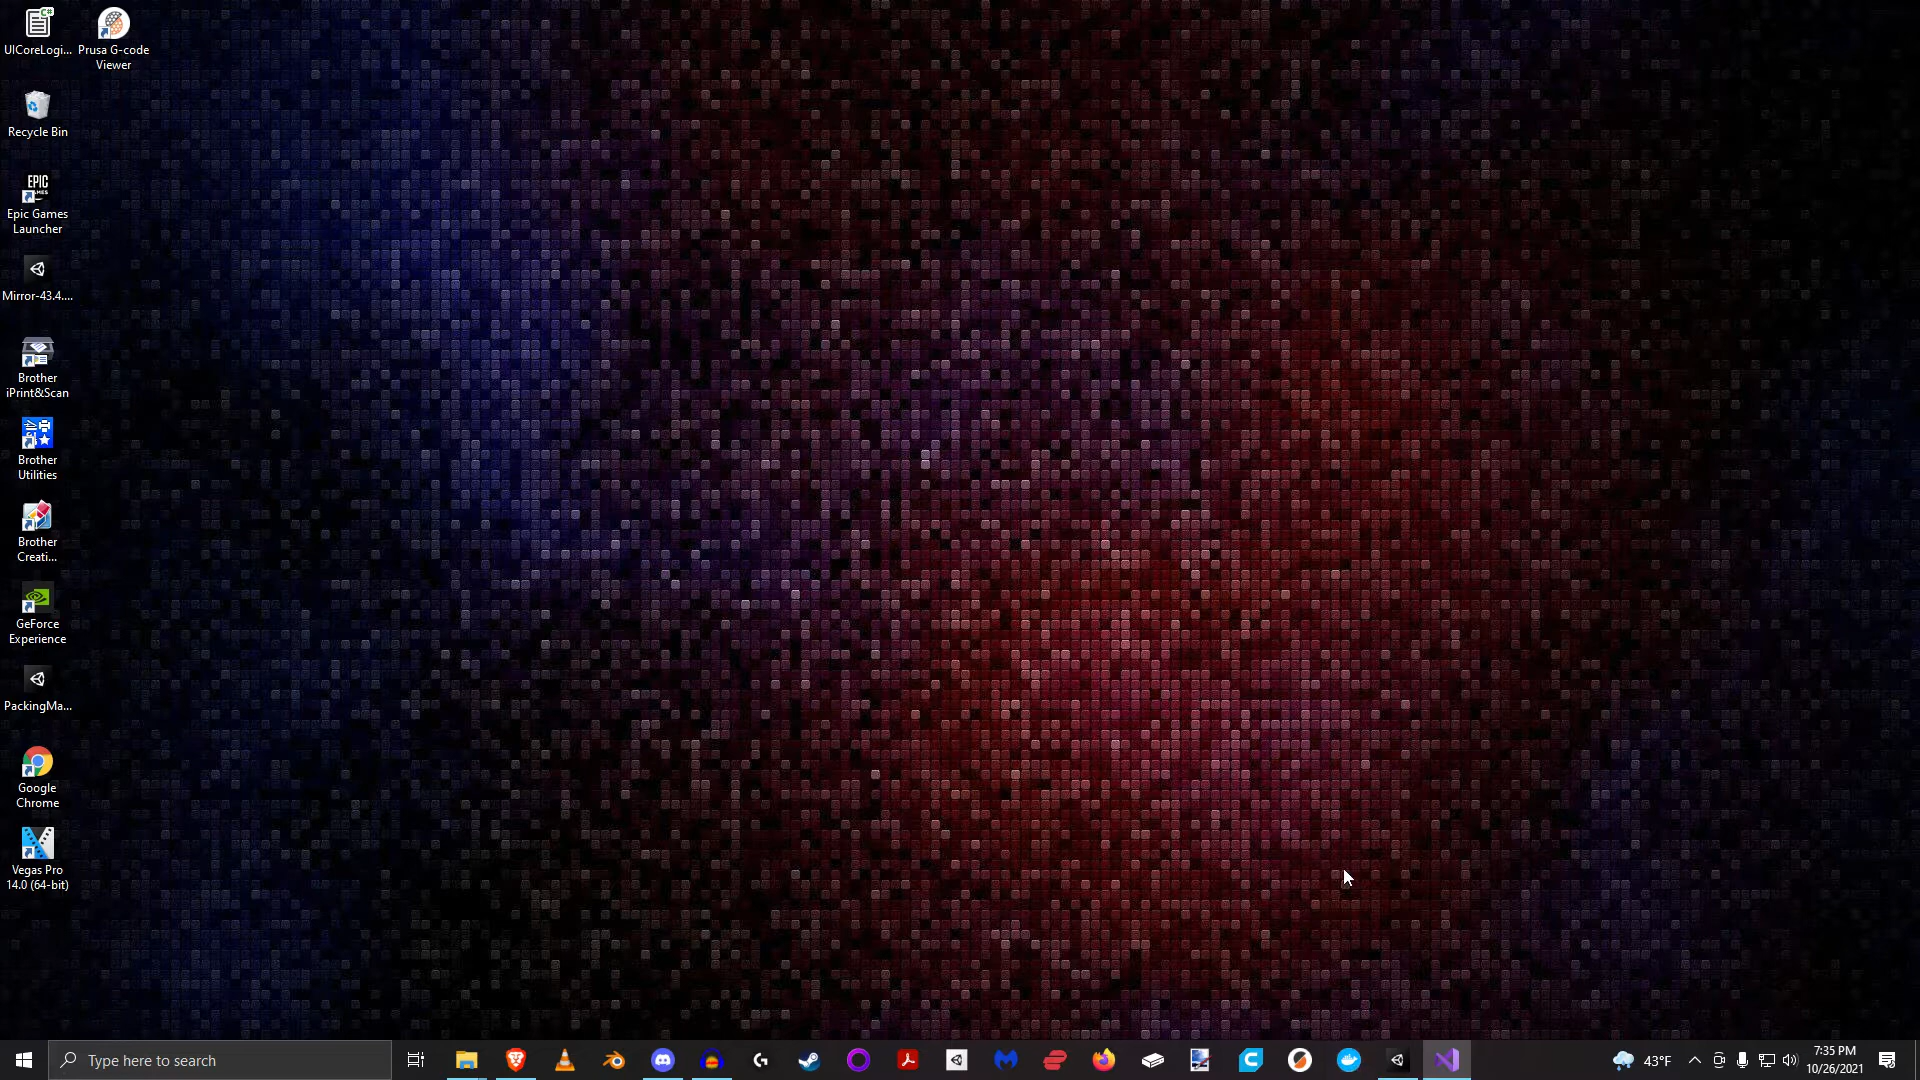 UICoreLogi...
Prusa G-code
Viewer
Recycle Bin
EPIC
GAMES
Epic Games
Launcher
Mirror-43.4....
Brother
iPrint&Scan
Brother
Utilities
Brother
Creati...
GeForce
Experience
PackingMa...
Google
Chrome
Vegas Pro
14.0 (64-bit)
Type here to search
43°F
7:35 PM
10/26/2021